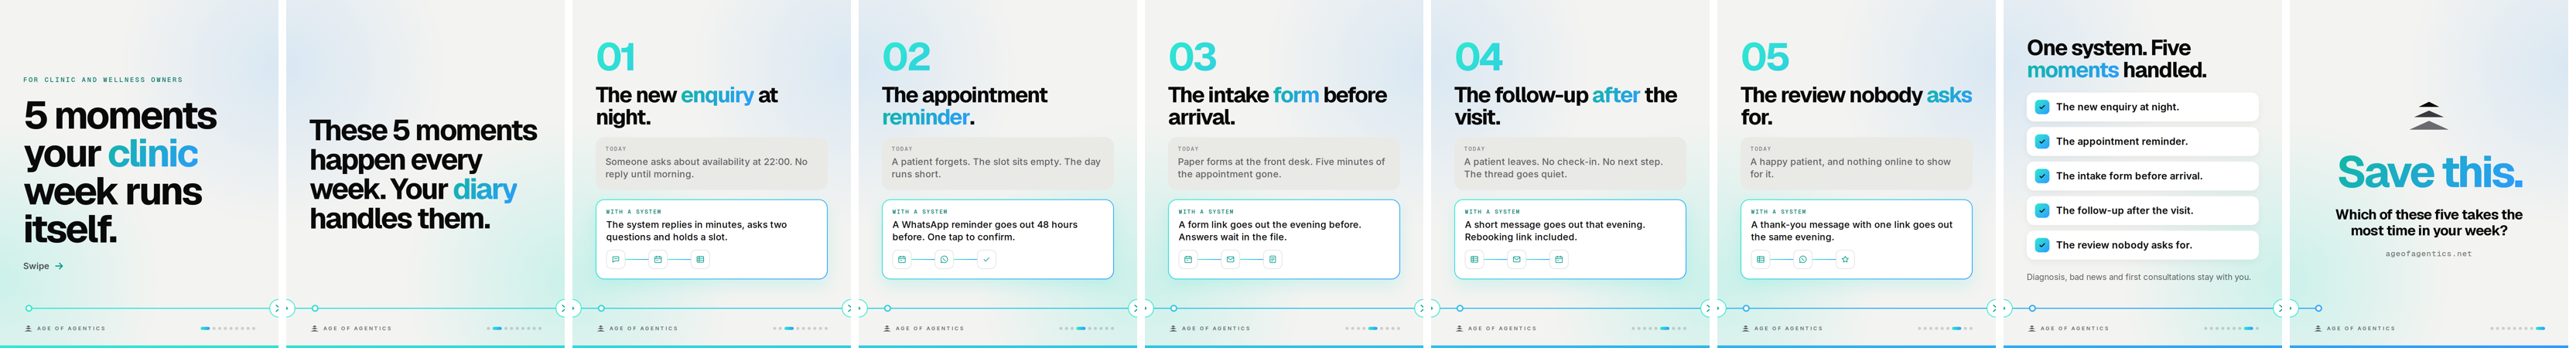 FOR CLINIC AND WELLNESS OWNERS
5 moments
your clinic
week runs
itself.
Swipe →
AGE OF AGENTICS
These 5 moments
happen every
week. Your diary
handles them.
AGE OF AGENTICS
01
The new enquiry at
night.
TODAY
Someone asks about availability at 22:00. No
reply until morning.
WITH A SYSTEM
The system replies in minutes, asks two
questions and holds a slot.
AGE OF AGENTICS
02
The appointment
reminder.
TODAY
A patient forgets. The slot sits empty. The day
runs short.
WITH A SYSTEM
A WhatsApp reminder goes out 48 hours
before. One tap to confirm.
AGE OF AGENTICS
03
The intake form before
arrival.
TODAY
Paper forms at the front desk. Five minutes of
the appointment gone.
WITH A SYSTEM
A form link goes out the evening before.
Answers wait in the file.
AGE OF AGENTICS
04
The follow-up after the
visit.
TODAY
A patient leaves. No check-in. No next step.
The thread goes quiet.
WITH A SYSTEM
A short message goes out that evening.
Rebooking link included.
AGE OF AGENTICS
05
The review nobody asks
for.
TODAY
A happy patient, and nothing online to show
for it.
WITH A SYSTEM
A thank-you message with one link goes out
the same evening.
AGE OF AGENTICS
One system. Five
moments handled.
The new enquiry at night.
The appointment reminder.
The intake form before arrival.
The follow-up after the visit.
The review nobody asks for.
Diagnosis, bad news and first consultations stay with you.
AGE OF AGENTICS
Save this.
Which of these five takes the
most time in your week?
ageofagentics.net
AGE OF AGENTICS